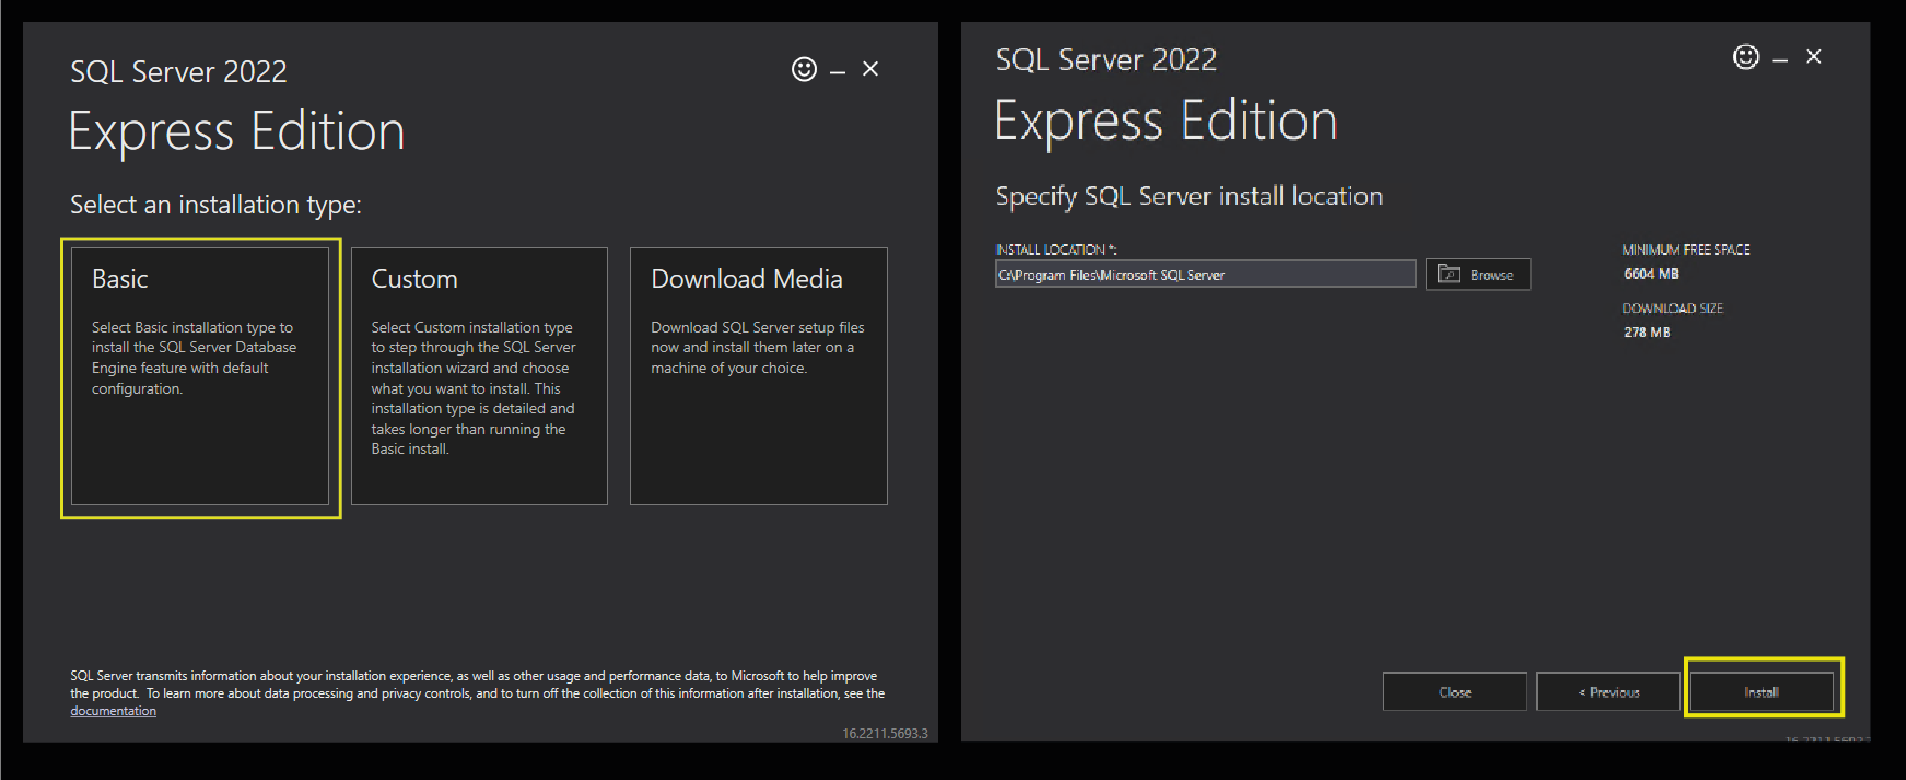 SQL Server 2022
Express Edition
Select an installation type:
Basic
Select Basic installation type to
install the SQL Server Database
Engine feature with default
configuration.
Custom
Select Custom installation type
to step through the SQL Server
installation wizard and choose
what you want to install. This
installation type is detailed and
takes longer than running the
Basic install.
Download Media
Download SQL Server setup files
now and install them later on a
machine of your choice.
SQL Server transmits information about your installation experience, as well as other usage and performance data, to Microsoft to help improve
the product. To learn more about data processing and privacy controls, and to turn off the collection of this information after installation, see the
documentation
16.2211.5693.3
SQL Server 2022
Express Edition
Specify SQL Server install location
INSTALL LOCATION *:
C:\Program Files\Microsoft SQL Server
Browse
MINIMUM FREE SPACE
6604 MB
DOWNLOAD SIZE
278 MB
Close
< Previous
Install